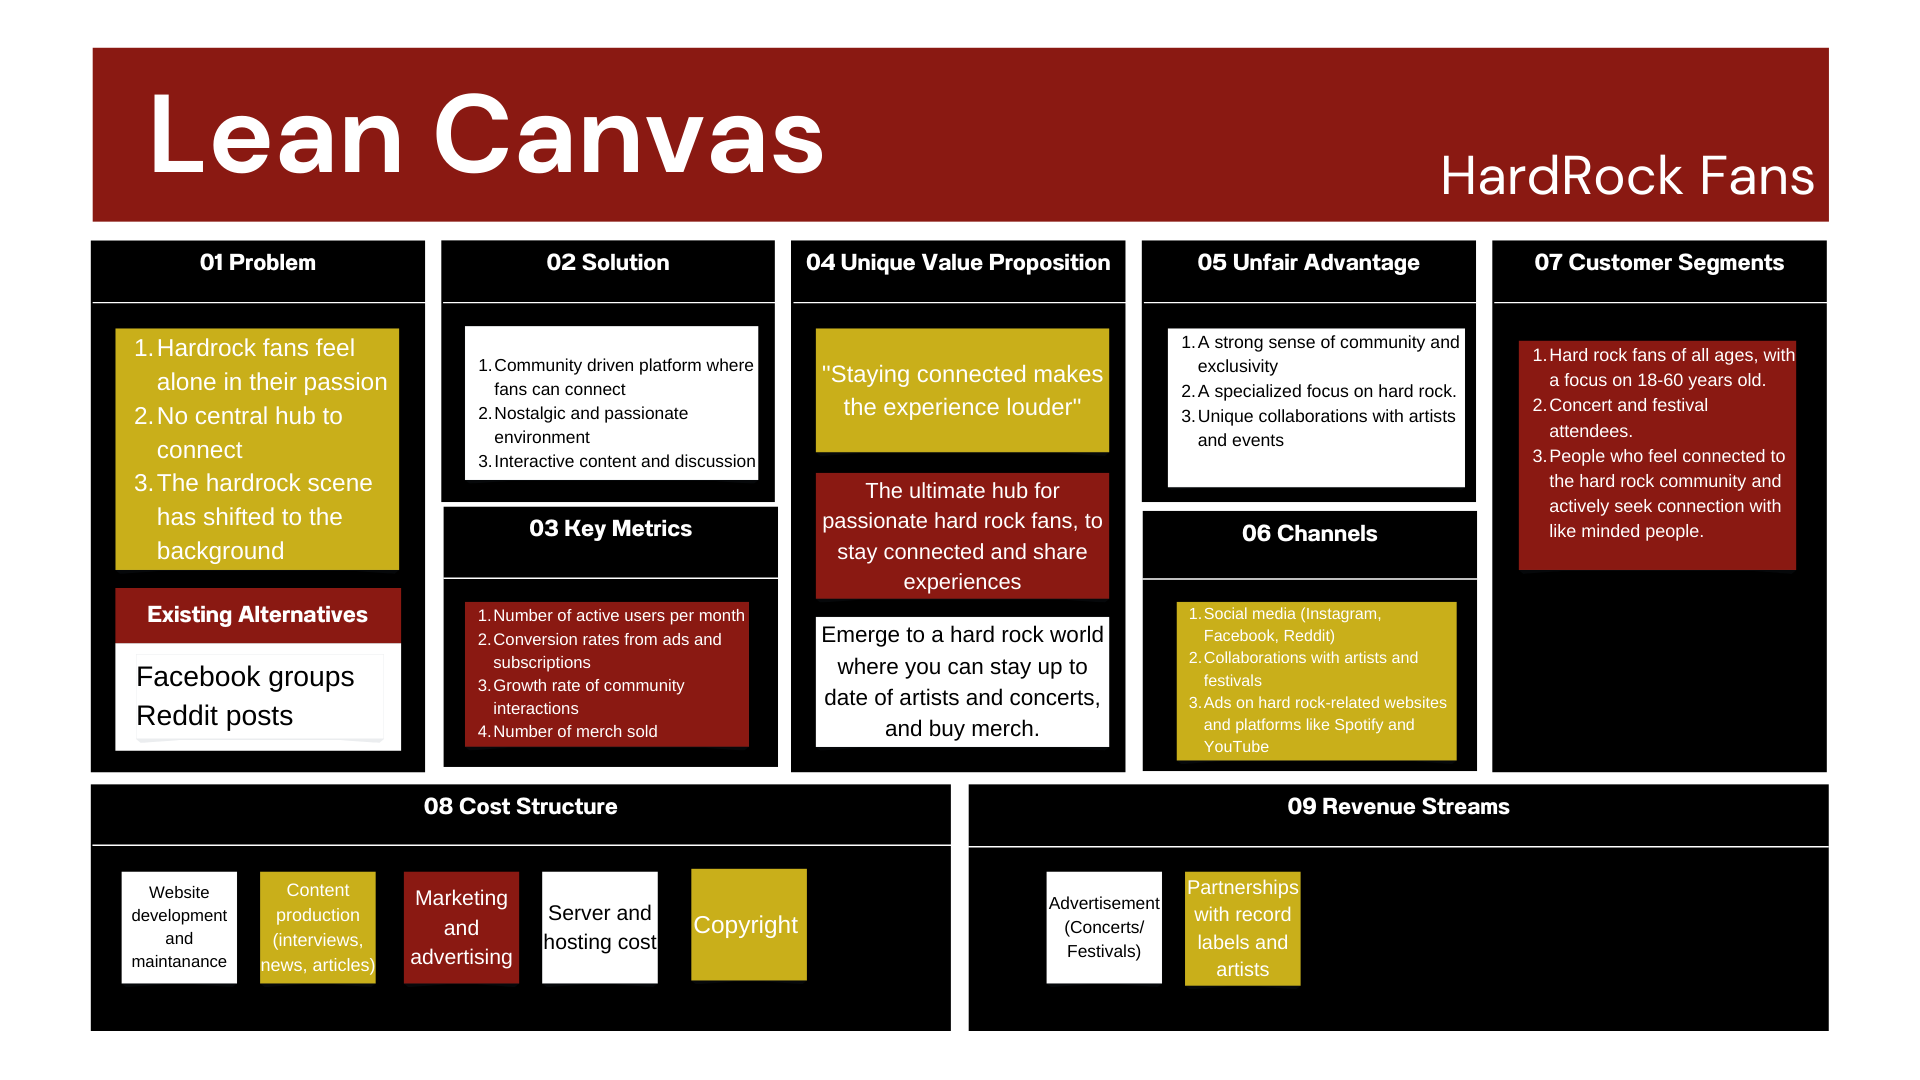 Lean Canvas
HardRock Fans
01 Problem
1. Hardrock fans feel
alone in their passion
2. No central hub to
connect
3. The hardrock scene
has shifted to the
background
Existing Alternatives
Facebook groups
Reddit posts
02 Solution
1. Community driven platform where
fans can connect
2. Nostalgic and passionate
environment
3. Interactive content and discussion
03 Key Metrics
1. Number of active users per month
2. Conversion rates from ads and
subscriptions
3. Growth rate of community
interactions
4. Number of merch sold
04 Unique Value Proposition
"Staying connected makes
the experience louder"
The ultimate hub for
passionate hard rock fans, to
stay connected and share
experiences
Emerge to a hard rock world
where you can stay up to
date of artists and concerts,
and buy merch.
05 Unfair Advantage
1. A strong sense of community and
exclusivity
2. A specialized focus on hard rock.
3. Unique collaborations with artists
and events
06 Channels
1. Social media (Instagram,
Facebook, Reddit)
2. Collaborations with artists and
festivals
3. Ads on hard rock-related websites
and platforms like Spotify and
YouTube
07 Customer Segments
1. Hard rock fans of all ages, with
a focus on 18-60 years old.
2. Concert and festival
attendees.
3. People who feel connected to
the hard rock community and
actively seek connection with
like minded people.
08 Cost Structure
Website
development
and
maintanance
Content
production
(interviews,
news, articles)
Marketing
and
advertising
Server and
hosting cost
Copyright
09 Revenue Streams
Advertisement
(Concerts/
Festivals)
Partnerships
with record
labels and
artists